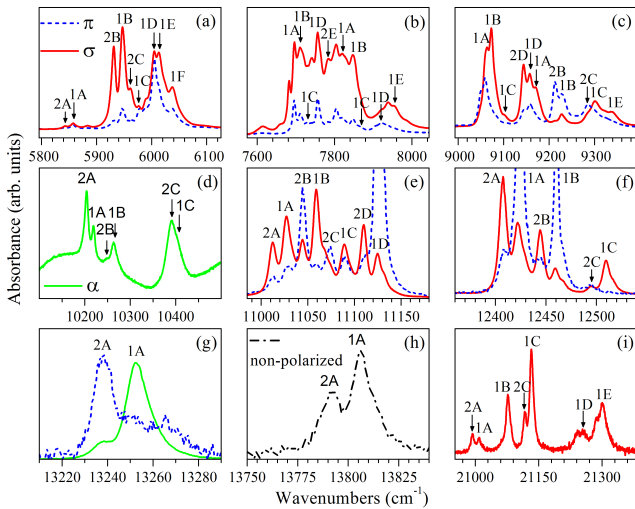 π
σ
2A
1A
2B
1B
2C
1C
1D
1E
1F
(a)
5800 5900 6000 6100
1A
1B
1C
1D
2E
1A
1B
1C
1D
1E
(b)
7600 7800 8000
1A
1B
1C
2D
1D
1A
2B
1B
2C
1C
1E
(c)
9000 9100 9200 9300
Absorbance (arb. units)
2A
1A
2B
1B
2C
1C
(d)
α
10200 10300 10400
2A
1A
2B
1B
2C
1C
2D
1D
(e)
11000 11050 11100 11150
2A
1A
2B
1B
2C
1C
(f)
12400 12450 12500
2A
1A
(g)
13220 13250 13280
non-polarized
2A
1A
(h)
13750 13775 13800 13825
2A
1A
1B
2C
1C
1D
1E
(i)
21000 21150 21300
Wavenumbers (cm⁻¹)